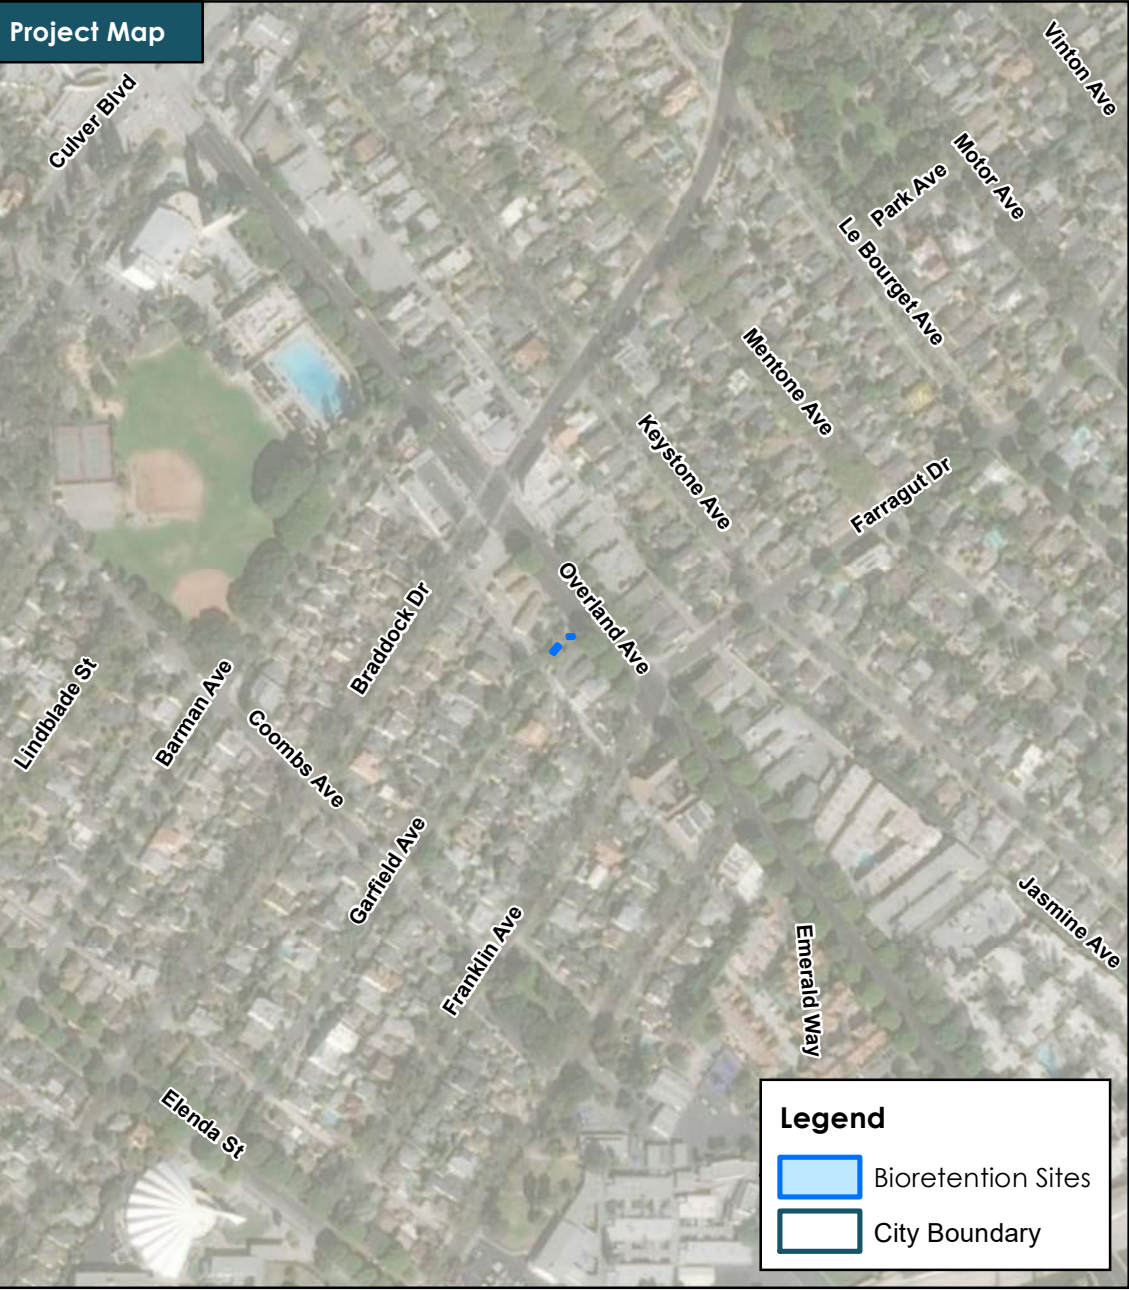 Project Map
Culver Blvd
Vinton Ave
Motor Ave
Park Ave
Le Bourget Ave
Mentone Ave
Keystone Ave
Farragut Dr
Overland Ave
Braddock Dr
Lindblade St
Barman Ave
Coombs Ave
Garfield Ave
Franklin Ave
Jasmine Ave
Emerald Way
Elenda St
Legend
Bioretention Sites
City Boundary